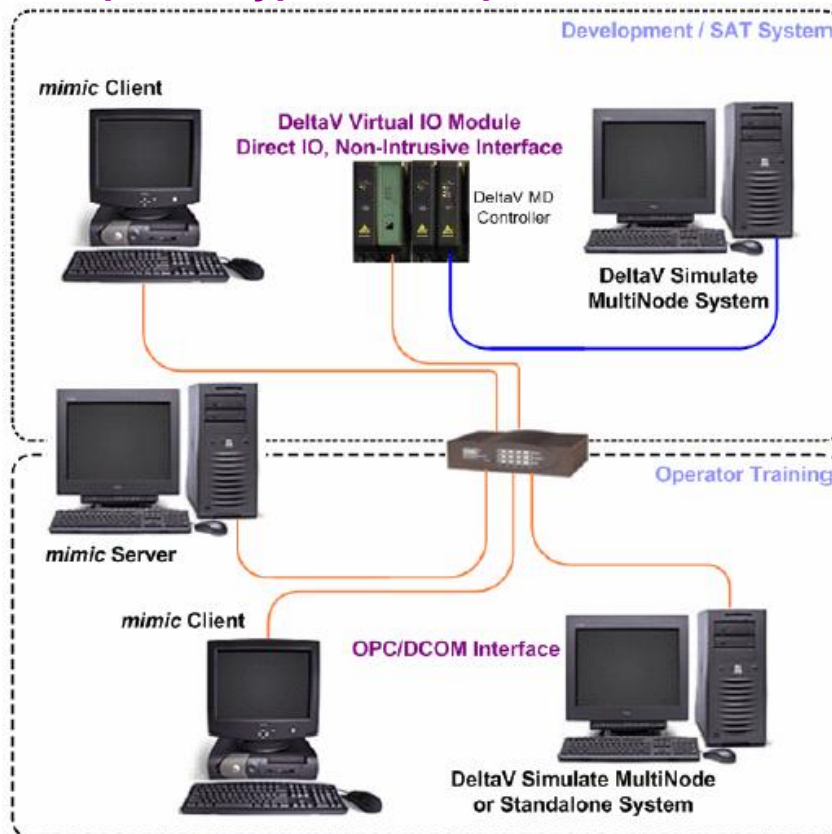 Development / SAT System
mimic Client
DeltaV Virtual IO Module
Direct IO, Non-Intrusive Interface
DeltaV MD
Controller
DeltaV Simulate
MultiNode System
Operator Training
mimic Server
mimic Client
OPC/DCOM Interface
DeltaV Simulate MultiNode
or Standalone System